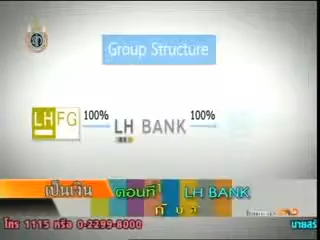 Group Structure
LH FG 100% LH BANK 100%
เป็นเงิน ตอนที่ 1 LH BANK
โทร 1115 หรือ 0-2299-8000